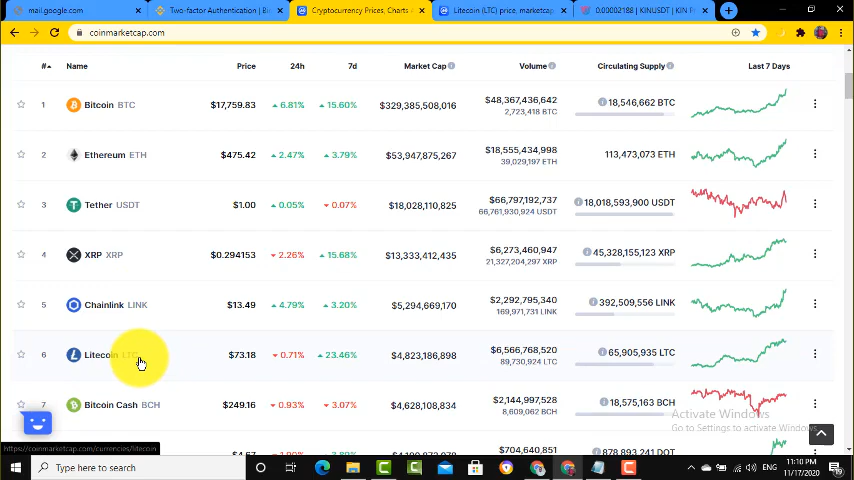 mail.google.com
Two-factor Authentication | Bi
Cryptocurrency Prices, Charts
Litecoin (LTC) price, marketcap
0.00002188 | KINUSDT | KIN
coinmarketcap.com
# Name Price 24h 7d Market Cap Volume Circulating Supply Last 7 Days
1 Bitcoin BTC $17,759.83 6.81% 15.60% $329,385,508,016 $48,367,436,642 18,546,662 BTC
2,723,418 BTC
2 Ethereum ETH $475.42 2.47% 3.79% $53,947,875,267 $18,555,434,998 113,473,073 ETH
39,029,197 ETH
3 Tether USDT $1.00 0.05% 0.07% $18,028,110,825 $66,797,192,737 18,018,593,900 USDT
66,761,930,924 USDT
4 XRP XRP $0.294153 2.26% 15.68% $13,333,412,435 $6,273,460,947 45,328,155,123 XRP
21,327,204,297 XRP
5 Chainlink LINK $13.49 4.79% 3.20% $5,294,669,170 $2,292,795,340 392,509,556 LINK
169,971,731 LINK
6 Litecoin LTC $73.18 0.71% 23.46% $4,823,186,898 $6,566,768,520 65,905,935 LTC
89,730,924 LTC
7 Bitcoin Cash BCH $249.16 0.93% 3.07% $4,628,108,834 $2,144,997,528 18,575,163 BCH
8,609,062 BCH
Activate Windows
Go to Settings to activate Windows.
$704,640,851
https://coinmarketcap.com/currencies/litecoin
Type here to search
ENG
11:10 PM
11/17/2020